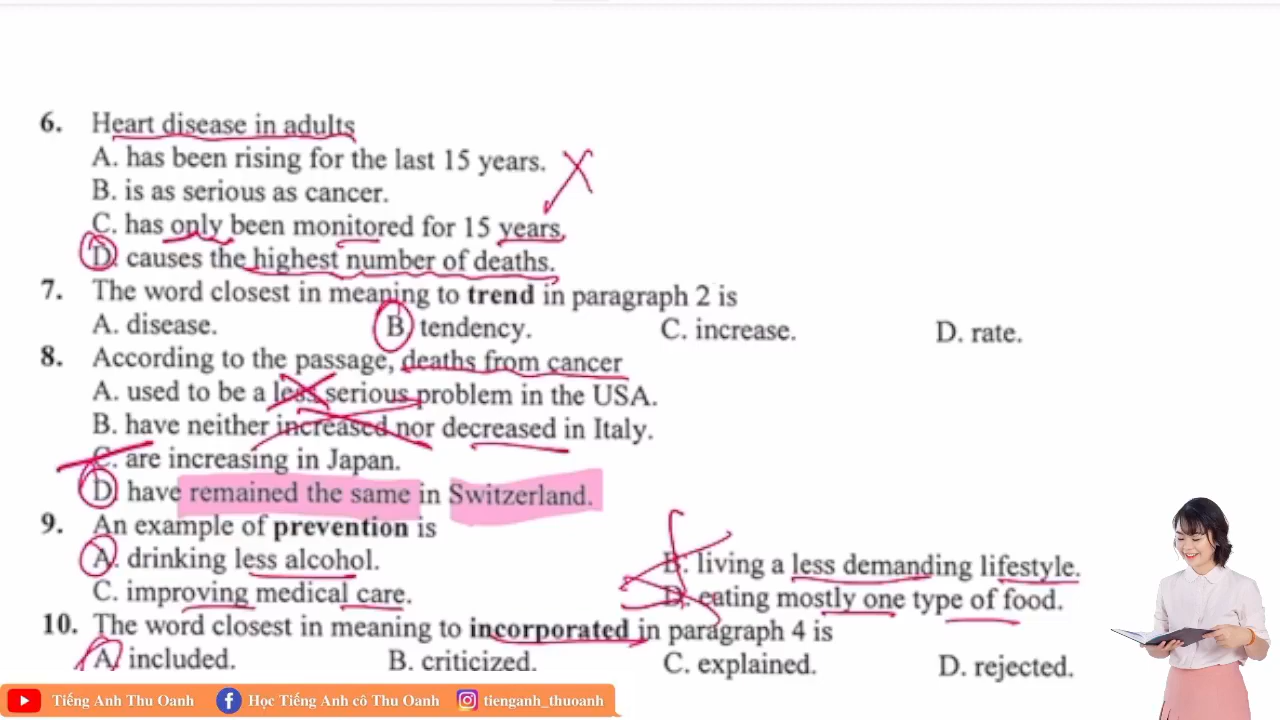 6. Heart disease in adults
A. has been rising for the last 15 years.
B. is as serious as cancer.
C. has only been monitored for 15 years.
D. causes the highest number of deaths.
7. The word closest in meaning to trend in paragraph 2 is
A. disease. B. tendency. C. increase. D. rate.
8. According to the passage, deaths from cancer
A. used to be a less serious problem in the USA.
B. have neither increased nor decreased in Italy.
C. are increasing in Japan.
D. have remained the same in Switzerland.
9. An example of prevention is
A. drinking less alcohol. B. living a less demanding lifestyle.
C. improving medical care. D. eating mostly one type of food.
10. The word closest in meaning to incorporated in paragraph 4 is
A. included. B. criticized. C. explained. D. rejected.
Tiếng Anh Thu Oanh Học Tiếng Anh cô Thu Oanh tienganh_thuoanh